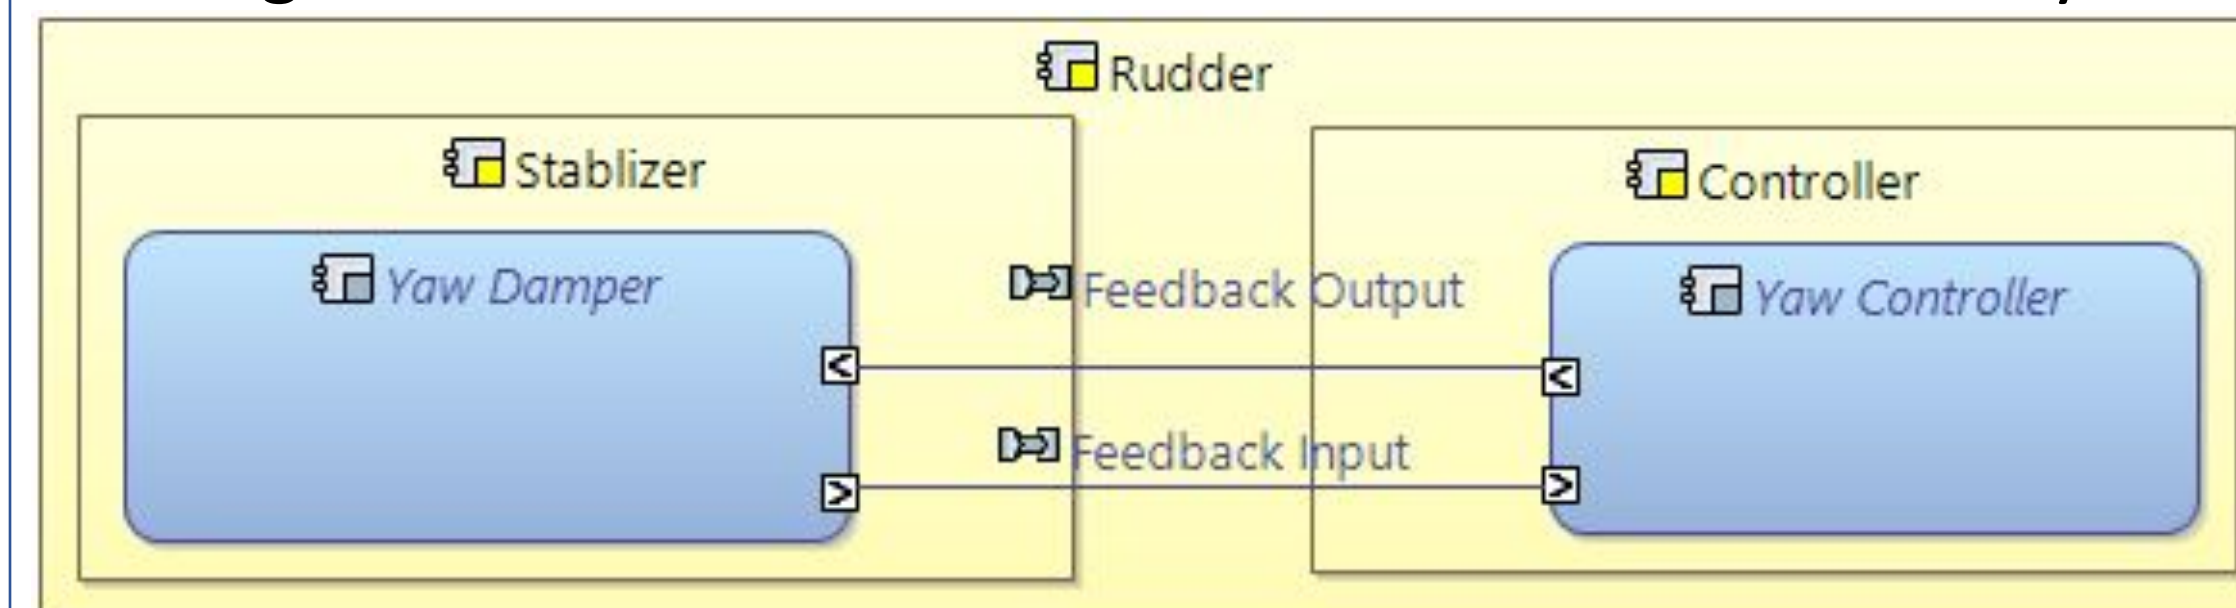 Rudder
Stablizer
Controller
Yaw Damper
Yaw Controller
Feedback Output
Feedback Input